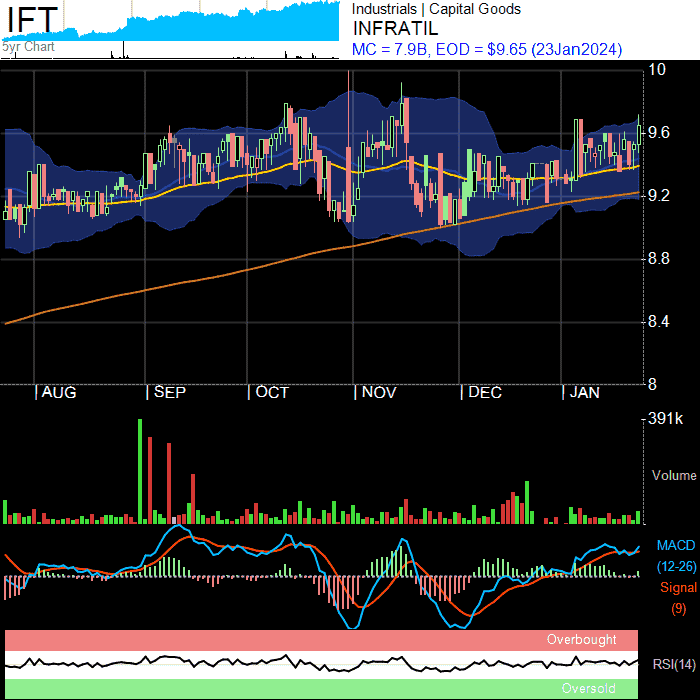 IFT
5yr Chart
Industrials | Capital Goods
INFRATIL
MC = 7.9B, EOD = $9.65 (23Jan2024)
10
9.6
9.2
8.8
8.4
8
| AUG | SEP | OCT | NOV | DEC | JAN
391k
Volume
MACD
(12-26)
Signal
(9)
Overbought
RSI(14)
Oversold